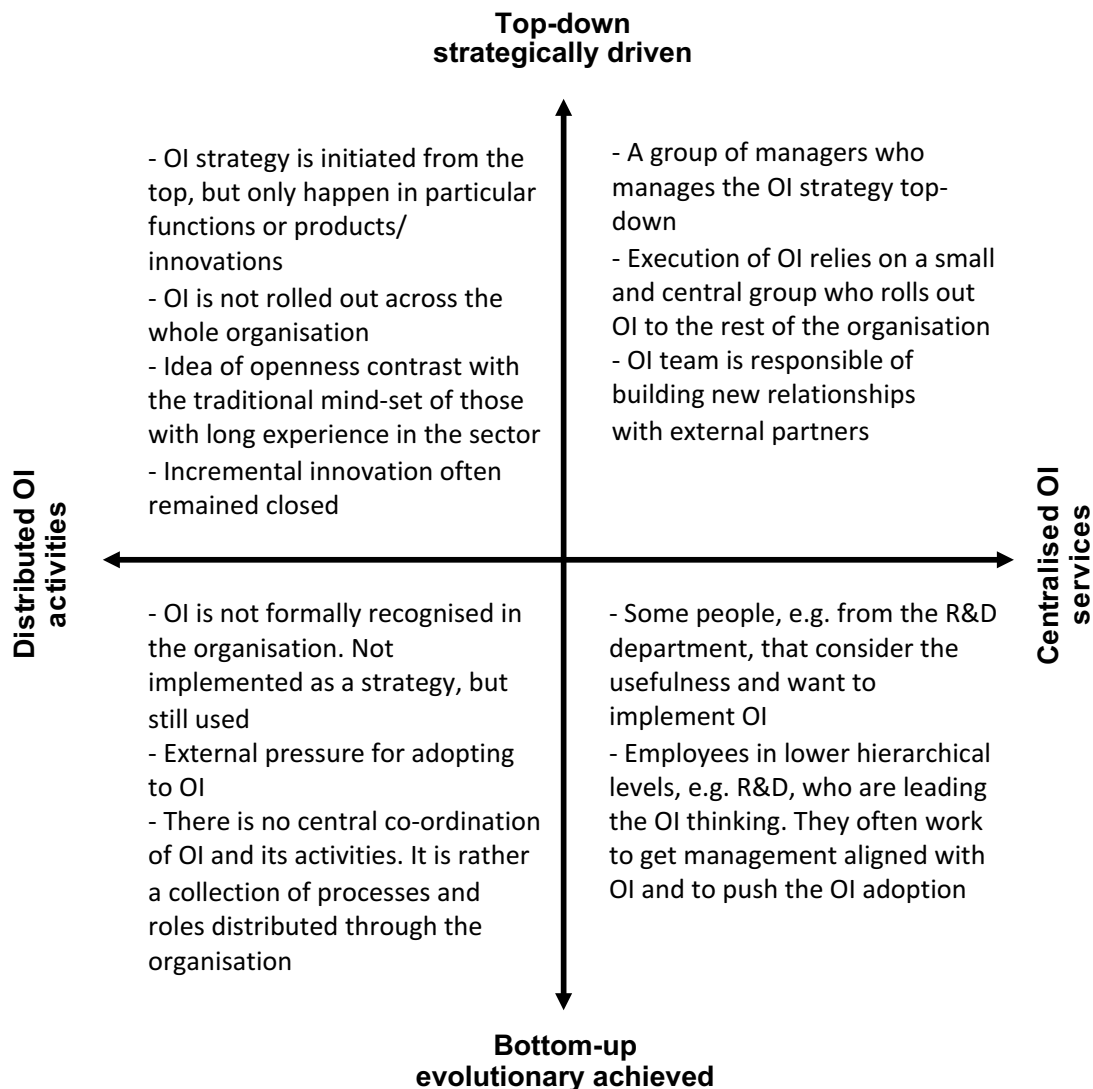 Top-down
strategically driven
- OI strategy is initiated from the
top, but only happen in particular
functions or products/
innovations
- OI is not rolled out across the
whole organisation
- Idea of openness contrast with
the traditional mind-set of those
with long experience in the sector
- Incremental innovation often
remained closed
- A group of managers who
manages the OI strategy top-
down
- Execution of OI relies on a small
and central group who rolls out
OI to the rest of the organisation
- OI team is responsible of
building new relationships
with external partners
Distributed OI
activities
Centralised OI
services
- OI is not formally recognised in
the organisation. Not
implemented as a strategy, but
still used
- External pressure for adopting
to OI
- There is no central co-ordination
of OI and its activities. It is rather
a collection of processes and
roles distributed through the
organisation
- Some people, e.g. from the R&D
department, that consider the
usefulness and want to
implement OI
- Employees in lower hierarchical
levels, e.g. R&D, who are leading
the OI thinking. They often work
to get management aligned with
OI and to push the OI adoption
Bottom-up
evolutionary achieved